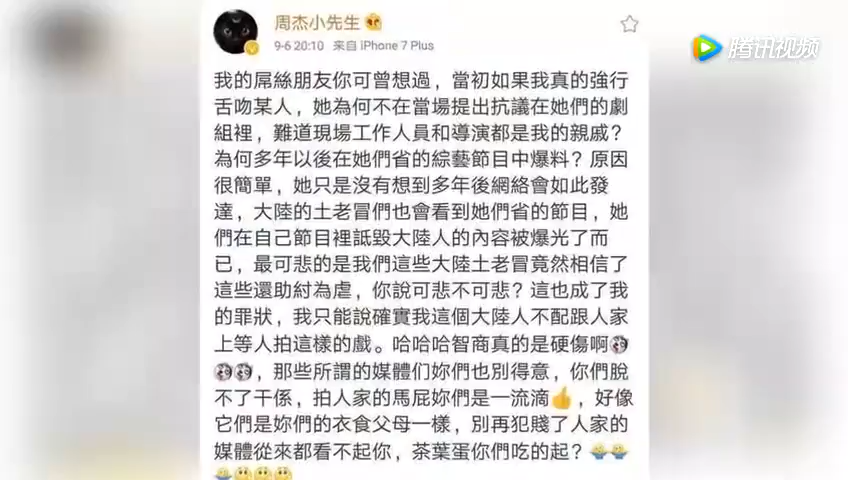 周杰小先生
9-6 20:10 来自 iPhone 7 Plus
腾讯视频
我的屌絲朋友你可曾想過，當初如果我真的強行
舌吻某人，她為何不在當場提出抗議在她們的劇
組裡，難道現場工作人員和導演都是我的親戚？
為何多年以後在她們省的綜藝節目中爆料？原因
很簡單，她只是沒有想到多年後網絡會如此發
達，大陸的土老冒們也會看到她們省的節目，她
們在自己節目裡詆毀大陸人的內容被爆光了而
已，最可悲的是我們這些大陸土老冒竟然相信了
這些還助紂為虐，你說可悲不可悲？這也成了我
的罪狀，我只能說確實我這個大陸人不配跟人家
上等人拍這樣的戲。哈哈哈智商真的是硬傷啊
，那些所謂的媒體们妳們也別得意，你們脫
不了干係，拍人家的馬屁妳們是一流滴👍，好像
它們是妳們的衣食父母一樣，別再犯賤了人家的
媒體從來都看不起你，茶葉蛋你們吃的起？